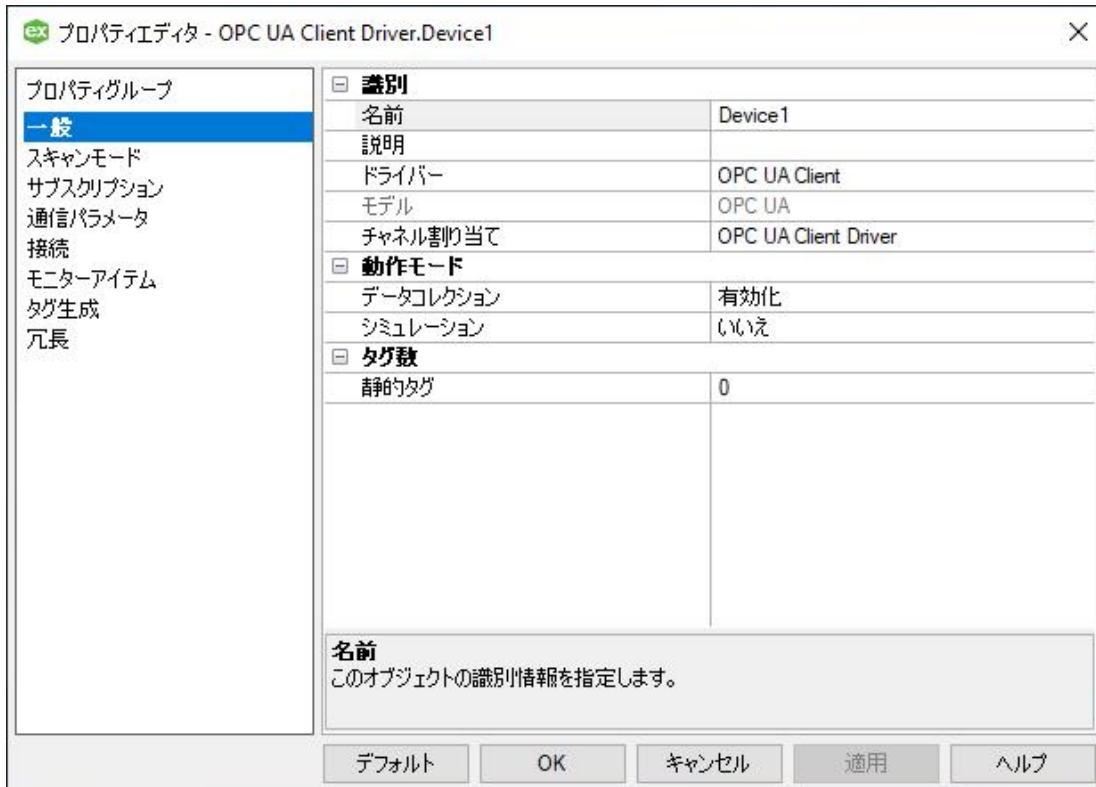 ex プロパティエディタ - OPC UA Client Driver.Device1
プロパティグループ
一般
スキャンモード
サブスクリプション
通信パラメータ
接続
モニターアイテム
タグ生成
冗長
識別
名前 Device1
説明
ドライバー OPC UA Client
モデル OPC UA
チャネル割り当て OPC UA Client Driver
動作モード
データコレクション 有効化
シミュレーション いいえ
タグ数
静的タグ 0
名前
このオブジェクトの識別情報を指定します。
デフォルト OK キャンセル 適用 ヘルプ